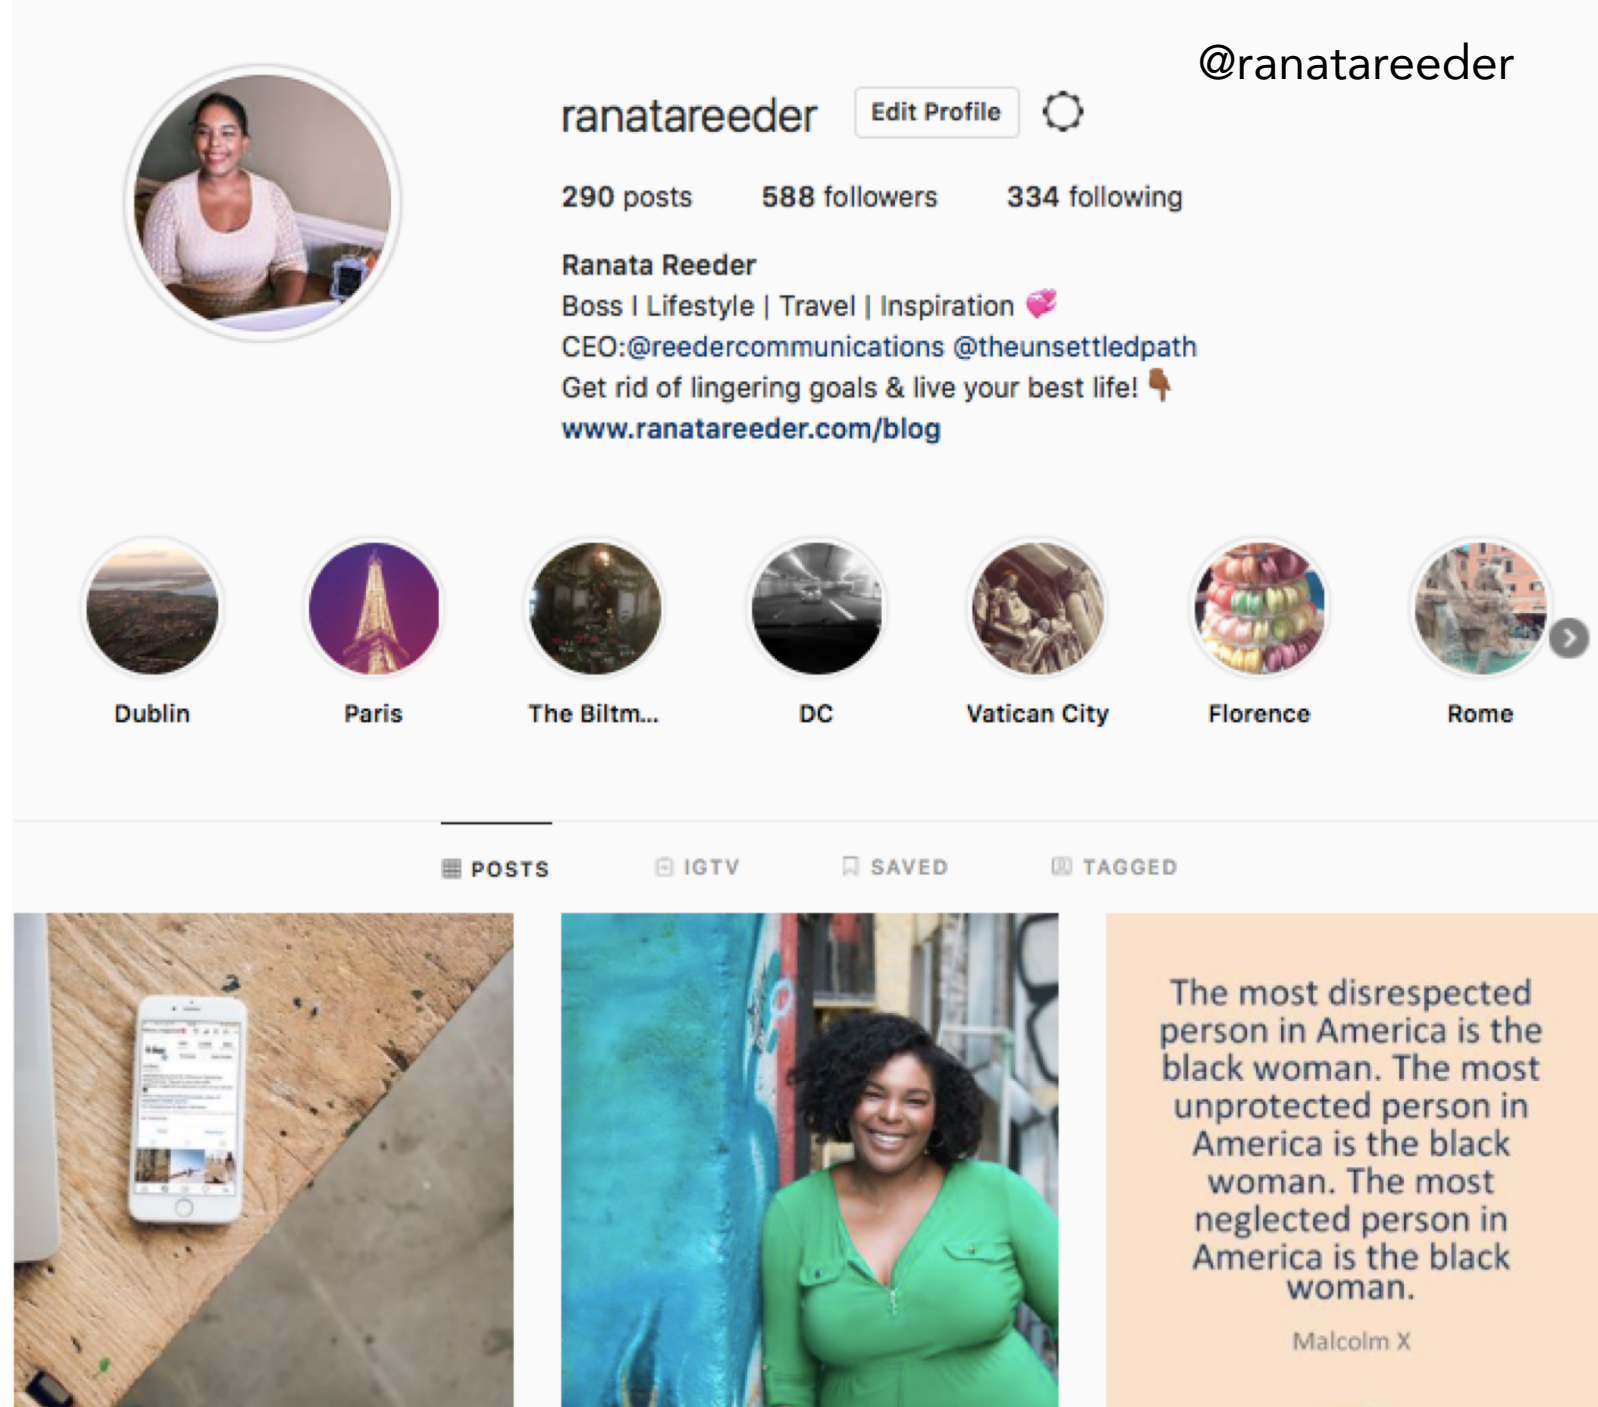 @ranatareeder
ranatareeder Edit Profile
290 posts 588 followers 334 following
Ranata Reeder
Boss I Lifestyle | Travel | Inspiration 💞
CEO:@reedercommunications @theunsettledpath
Get rid of lingering goals & live your best life! 👇🏾
www.ranatareeder.com/blog
Dublin Paris The Biltm... DC Vatican City Florence Rome
POSTS IGTV SAVED TAGGED
The most disrespected
person in America is the
black woman. The most
unprotected person in
America is the black
woman. The most
neglected person in
America is the black
woman.
Malcolm X